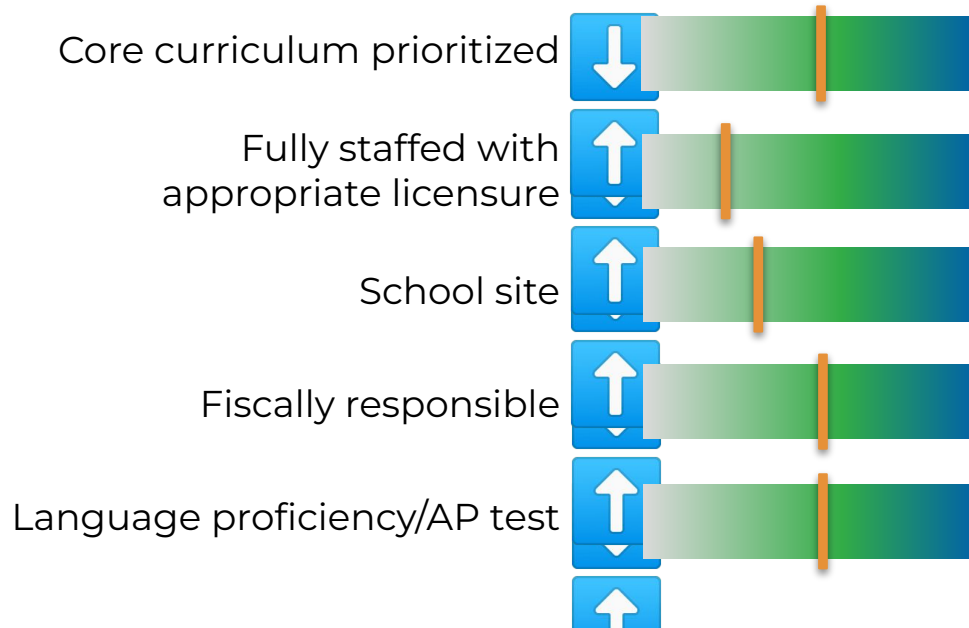 Core curriculum prioritized
Fully staffed with
appropriate licensure
School site
Fiscally responsible
Language proficiency/AP test